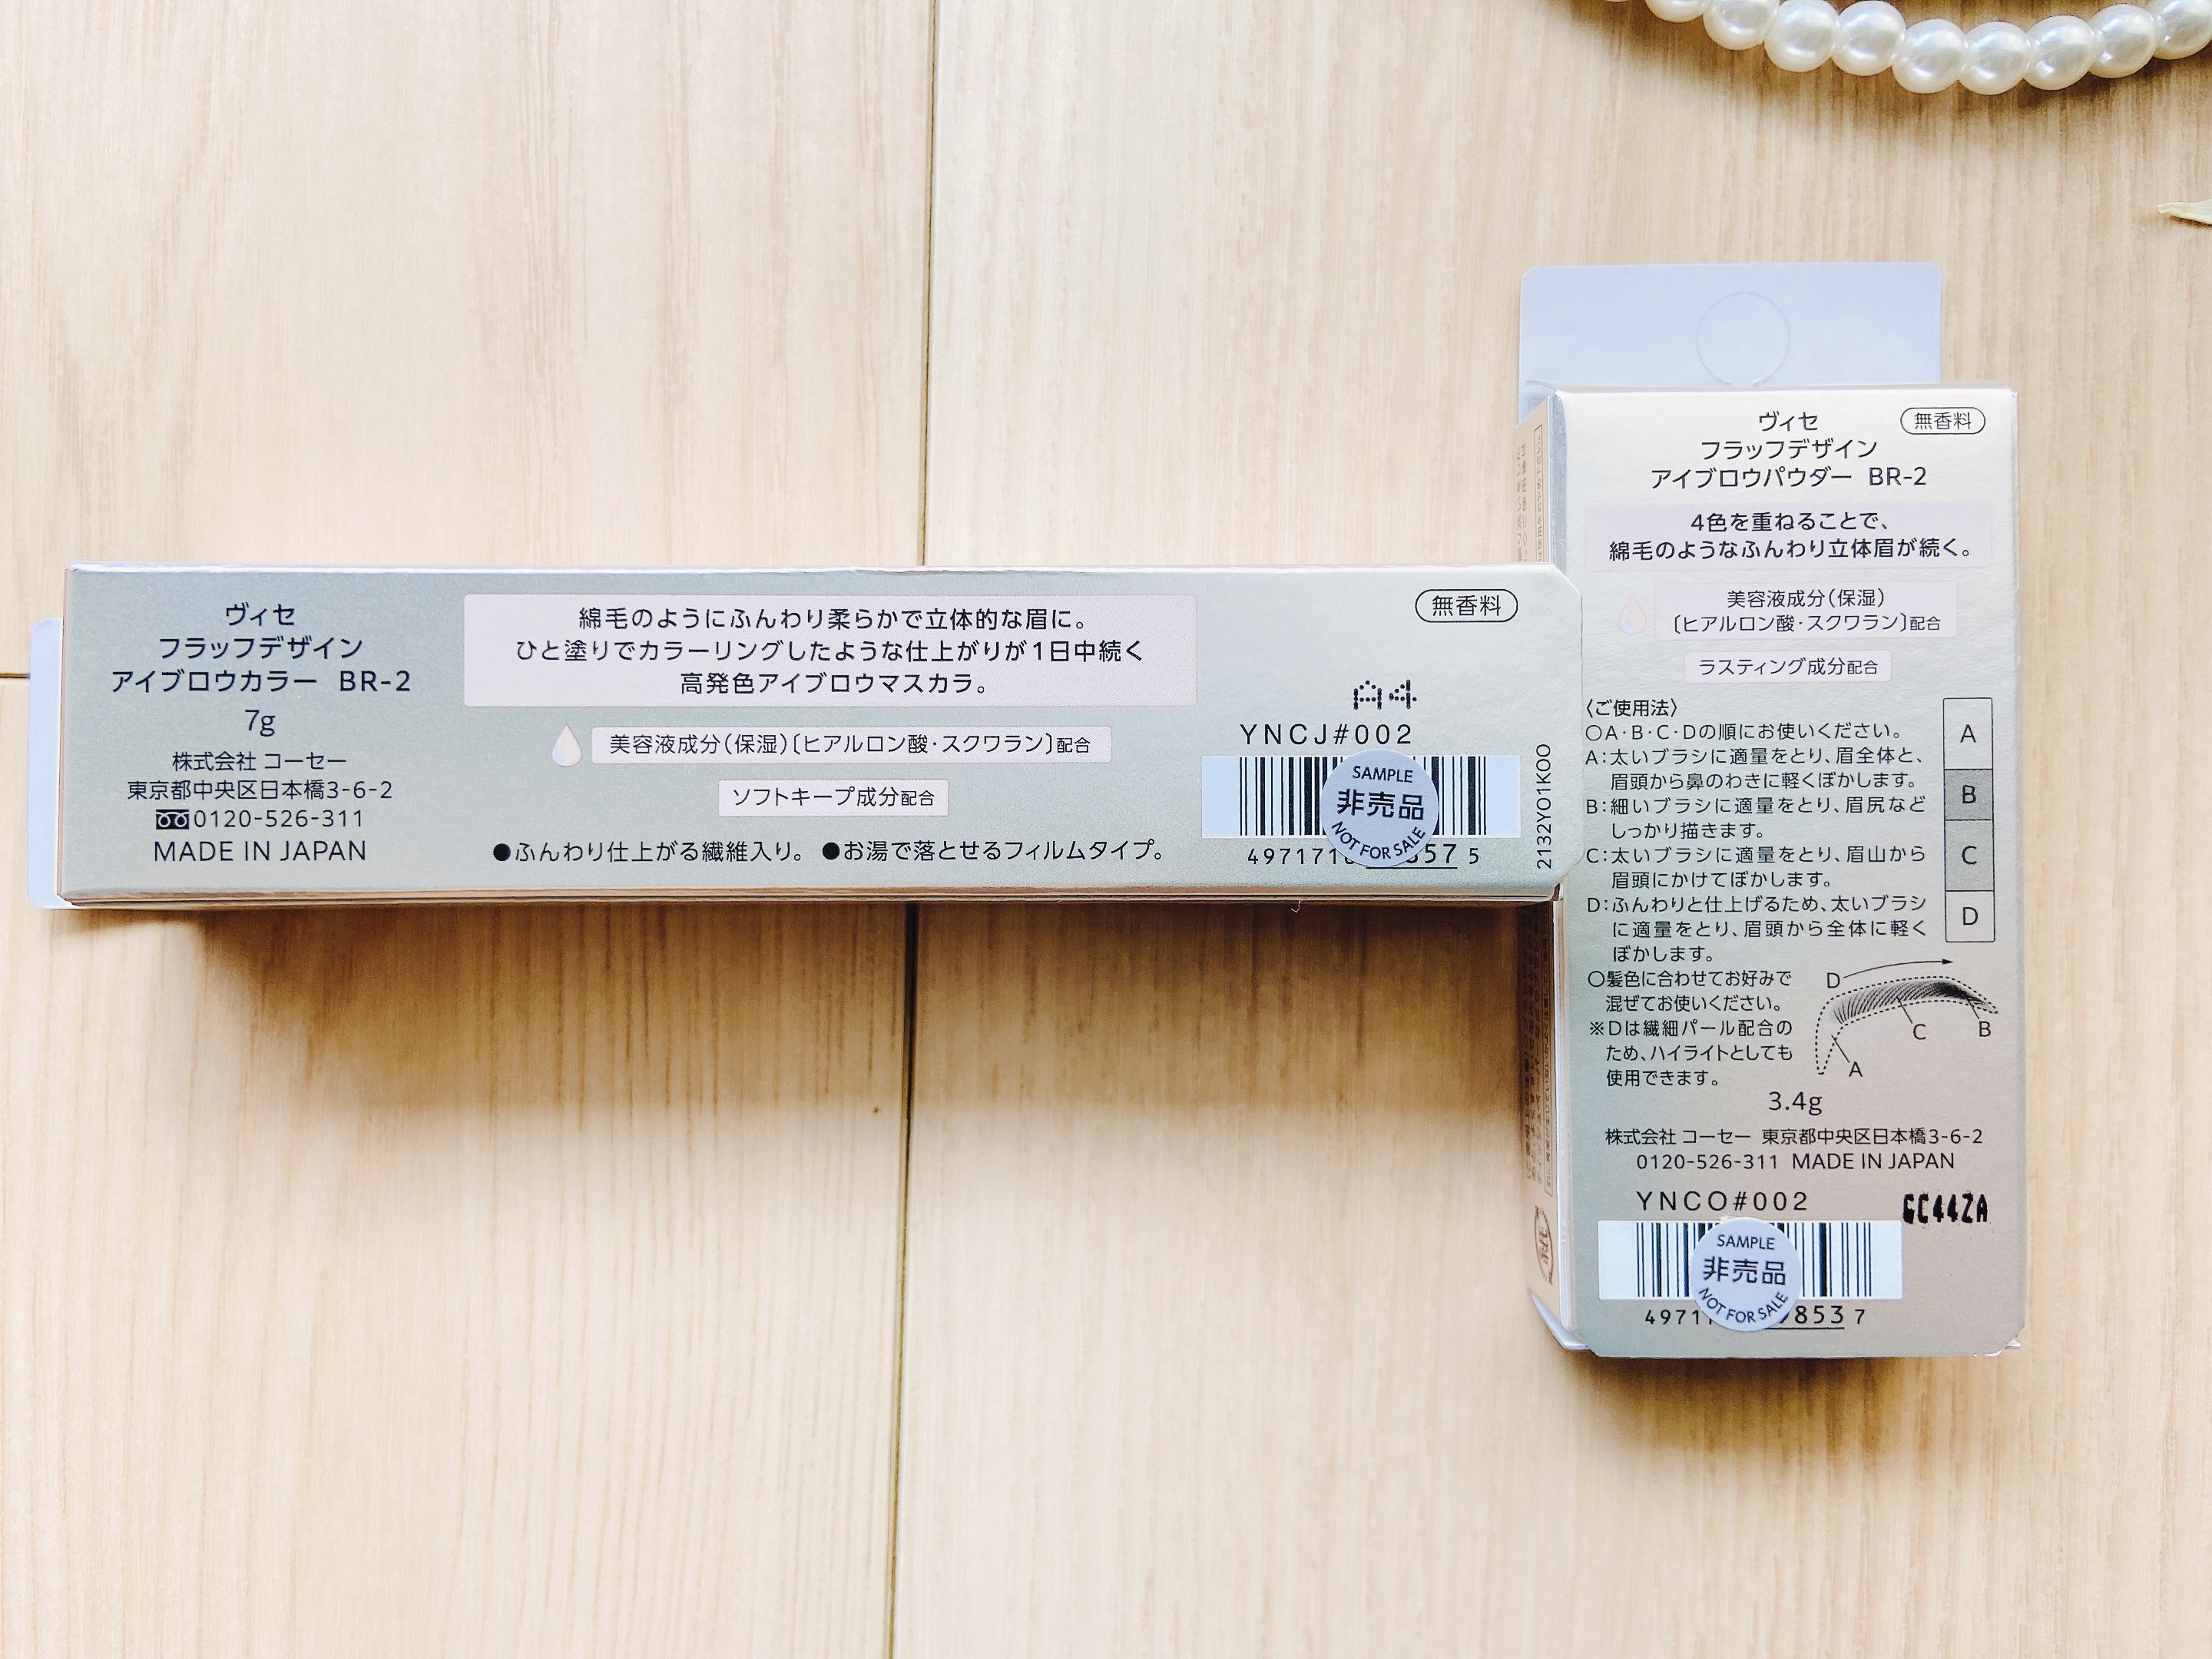 ヴィセ
フラッフデザイン
アイブロウカラー BR-2
7g
株式会社 コーセー
東京都中央区日本橋3-6-2
0120-526-311
MADE IN JAPAN
綿毛のようにふんわり柔らかで立体的な眉に。
ひと塗りでカラーリングしたような仕上がりが1日中続く
高発色アイブロウマスカラ。
美容液成分(保湿)〔ヒアルロン酸・スクワラン〕配合
ソフトキープ成分配合
●ふんわり仕上がる繊維入り。 ●お湯で落とせるフィルムタイプ。
無香料
A4
YNCJ#002
SAMPLE
非売品
NOT FOR SALE
497171
57 5
2132YO1KOO
ヴィセ
無香料
フラッフデザイン
アイブロウパウダー BR-2
4色を重ねることで、
綿毛のようなふんわり立体眉が続く。
美容液成分(保湿)
〔ヒアルロン酸・スクワラン〕配合
ラスティング成分配合
〈ご使用法〉
○A・B・C・Dの順にお使いください。
A:太いブラシに適量をとり、眉全体と、
眉頭から鼻のわきに軽くぼかします。
B:細いブラシに適量をとり、眉尻など
しっかり描きます。
C:太いブラシに適量をとり、眉山から
眉頭にかけてぼかします。
D:ふんわりと仕上げるため、太いブラシ
に適量をとり、眉頭から全体に軽く
ぼかします。
A
B
C
D
○髪色に合わせてお好みで
混ぜてお使いください。
※Dは繊細パール配合の
ため、ハイライトとしても
使用できます。
D
C
B
A
3.4g
株式会社 コーセー 東京都中央区日本橋3-6-2
0120-526-311 MADE IN JAPAN
YNCO#002
GC44ZA
SAMPLE
非売品
NOT FOR SALE
4971
853 7